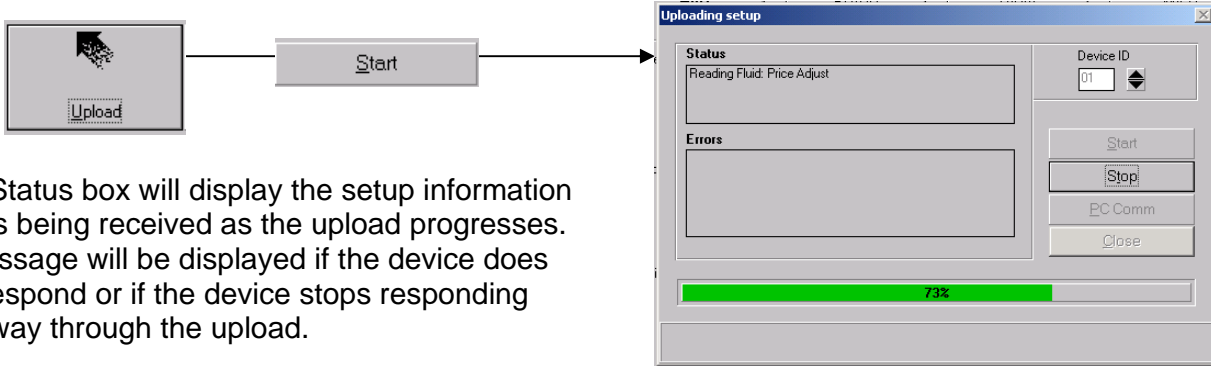 Upload
Start
Status box will display the setup information
s being received as the upload progresses.
ssage will be displayed if the device does
espond or if the device stops responding
way through the upload.
Uploading setup
Status
Reading Fluid: Price Adjust
Errors
Device ID
01
Start
Stop
PC Comm
Close
73%